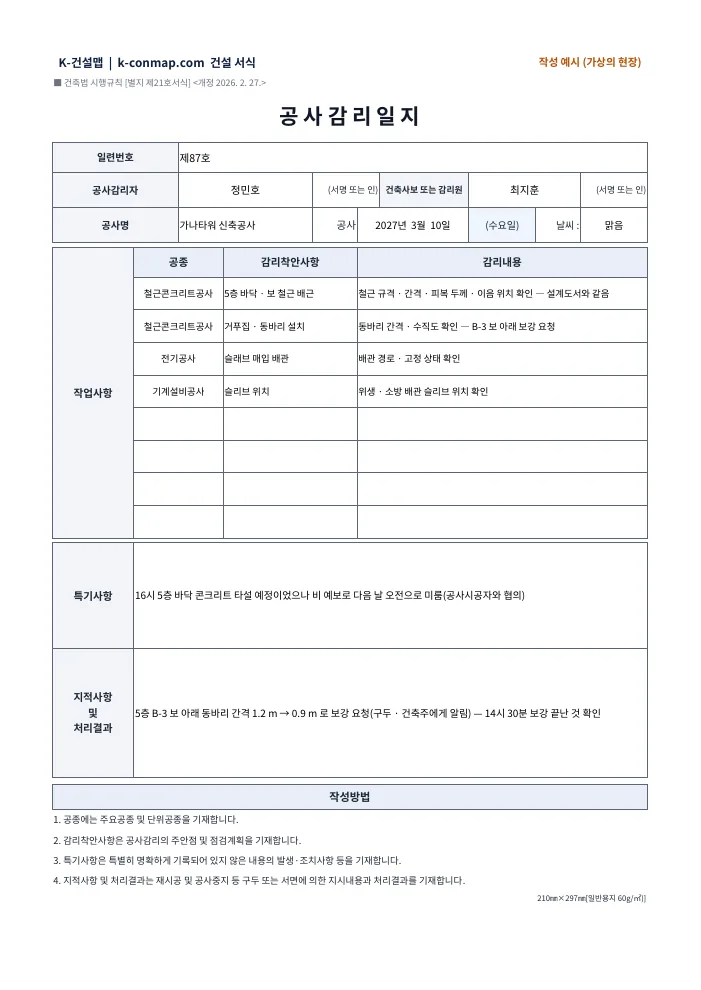 K-건설맵 | k-conmap.com 건설 서식
작성 예시 (가상의 현장)
■ 건축법 시행규칙 [별지 제21호서식] <개정 2026. 2. 27.>
공사감리일지
일련번호 제87호
공사감리자 정민호 (서명 또는 인) 건축사보 또는 감리원 최지훈 (서명 또는 인)
공사명 가나타워 신축공사 공사 2027년 3월 10일 (수요일) 날씨 : 맑음
작업사항
공종 감리착안사항 감리내용
철근콘크리트공사 5층 바닥 · 보 철근 배근 철근 규격 · 간격 · 피복 두께 · 이음 위치 확인 — 설계도서와 같음
철근콘크리트공사 거푸집 · 동바리 설치 동바리 간격 · 수직도 확인 — B-3 보 아래 보강 요청
전기공사 슬래브 매입 배관 배관 경로 · 고정 상태 확인
기계설비공사 슬리브 위치 위생 · 소방 배관 슬리브 위치 확인
특기사항 16시 5층 바닥 콘크리트 타설 예정이었으나 비 예보로 다음 날 오전으로 미룸(공사시공자와 협의)
지적사항
및
처리결과
5층 B-3 보 아래 동바리 간격 1.2 m → 0.9 m 로 보강 요청(구두 · 건축주에게 알림) — 14시 30분 보강 끝난 것 확인
작성방법
1. 공종에는 주요공종 및 단위공종을 기재합니다.
2. 감리착안사항은 공사감리의 주안점 및 점검계획을 기재합니다.
3. 특기사항은 특별히 명확하게 기록되어 있지 않은 내용의 발생·조치사항 등을 기재합니다.
4. 지적사항 및 처리결과는 재시공 및 공사중지 등 구두 또는 서면에 의한 지시내용과 처리결과를 기재합니다.
210㎜×297㎜[일반용지 60g/㎡)]